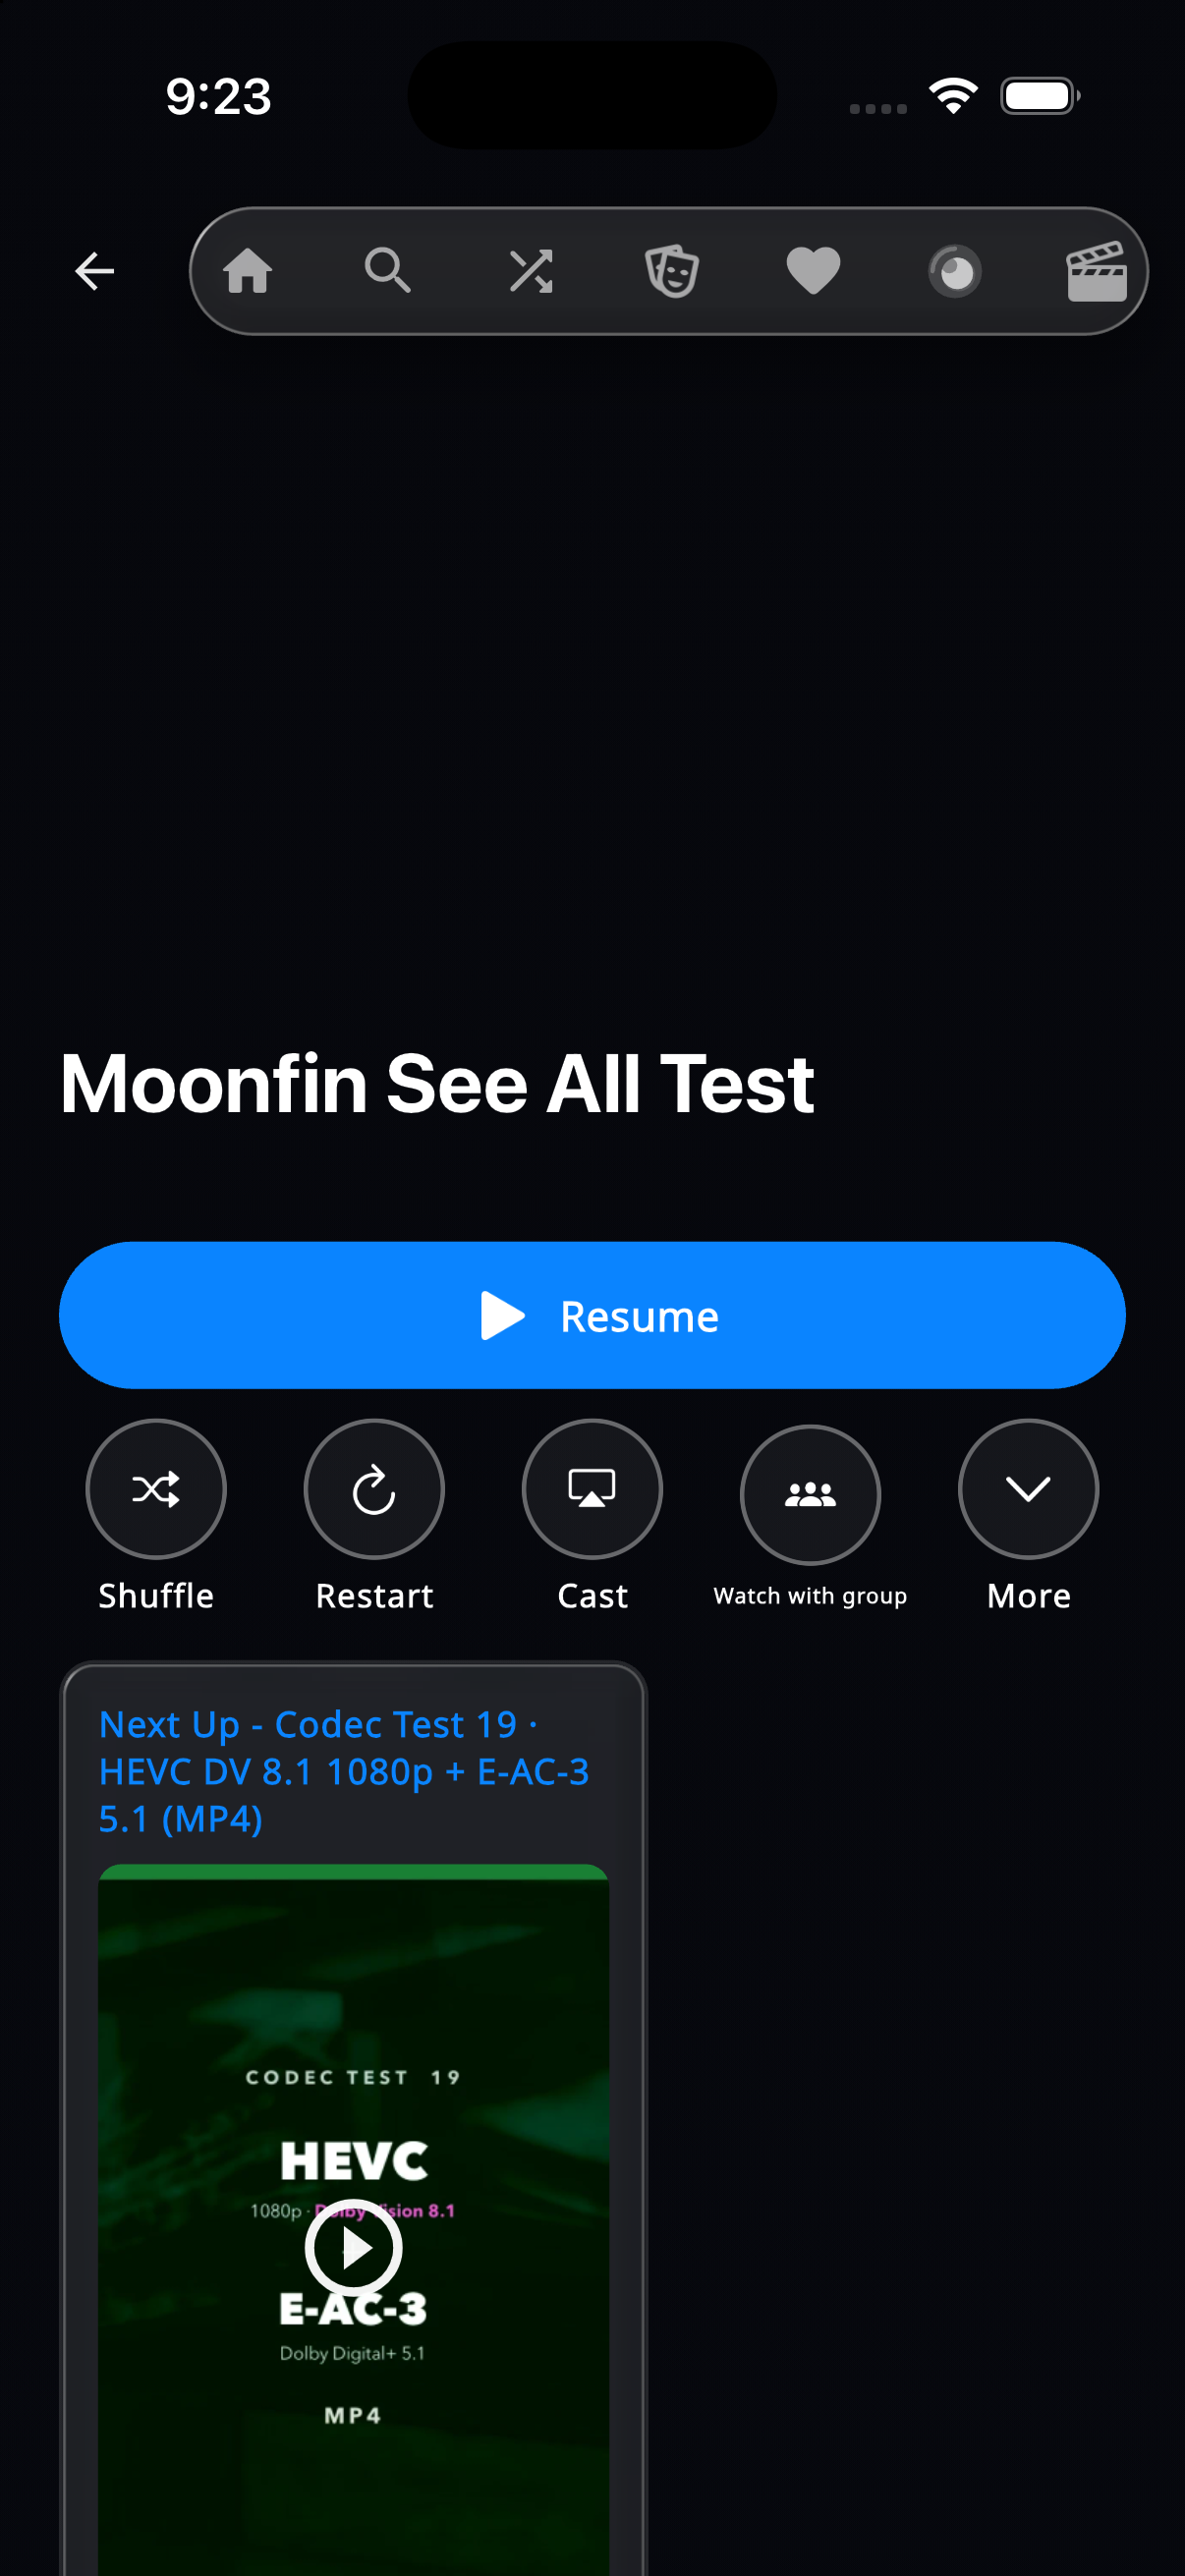 9:23
Moonfin See All Test
Resume
Shuffle
Restart
Cast
Watch with group
More
Next Up - Codec Test 19 ·
HEVC DV 8.1 1080p + E-AC-3
5.1 (MP4)
CODEC TEST 19
HEVC
1080p · Dolby Vision 8.1
E-AC-3
Dolby Digital+ 5.1
MP4